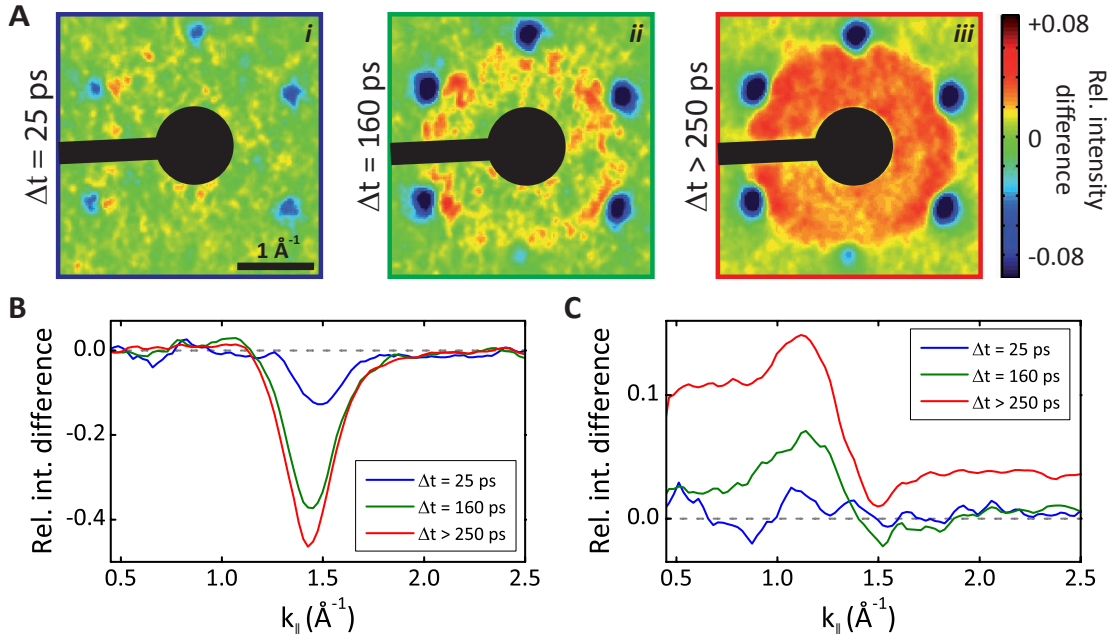 A
Δt = 25 ps
i
1 Å⁻¹
Δt = 160 ps
ii
Δt > 250 ps
iii
+0.08
0
-0.08
Rel. intensity
difference
B
Rel. int. difference
0.0
-0.2
-0.4
Δt = 25 ps
Δt = 160 ps
Δt > 250 ps
0.5 1.0 1.5 2.0 2.5
k∥ (Å⁻¹)
C
Rel. int. difference
0.1
0.0
Δt = 25 ps
Δt = 160 ps
Δt > 250 ps
0.5 1.0 1.5 2.0 2.5
k∥ (Å⁻¹)